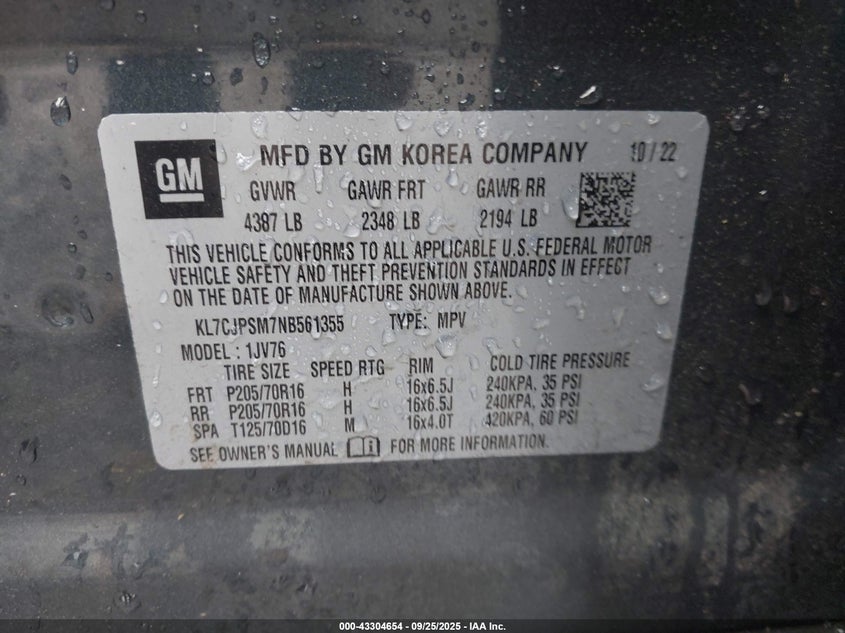 GM
MFD BY GM KOREA COMPANY 10/22
GVWR GAWR FRT GAWR RR
4387 LB 2348 LB 2194 LB
THIS VEHICLE CONFORMS TO ALL APPLICABLE U.S. FEDERAL MOTOR
VEHICLE SAFETY AND THEFT PREVENTION STANDARDS IN EFFECT
ON THE DATE OF MANUFACTURE SHOWN ABOVE.
KL7CJPSM7NB561355 TYPE: MPV
MODEL : 1JV76
TIRE SIZE SPEED RTG RIM COLD TIRE PRESSURE
FRT P205/70R16 H 16x6.5J 240KPA, 35 PSI
RR P205/70R16 H 16x6.5J 240KPA, 35 PSI
SPA T125/70D16 M 16x4.0T 420KPA, 60 PSI
SEE OWNER'S MANUAL FOR MORE INFORMATION.
000-43304654 - 09/25/2025 - IAA Inc.